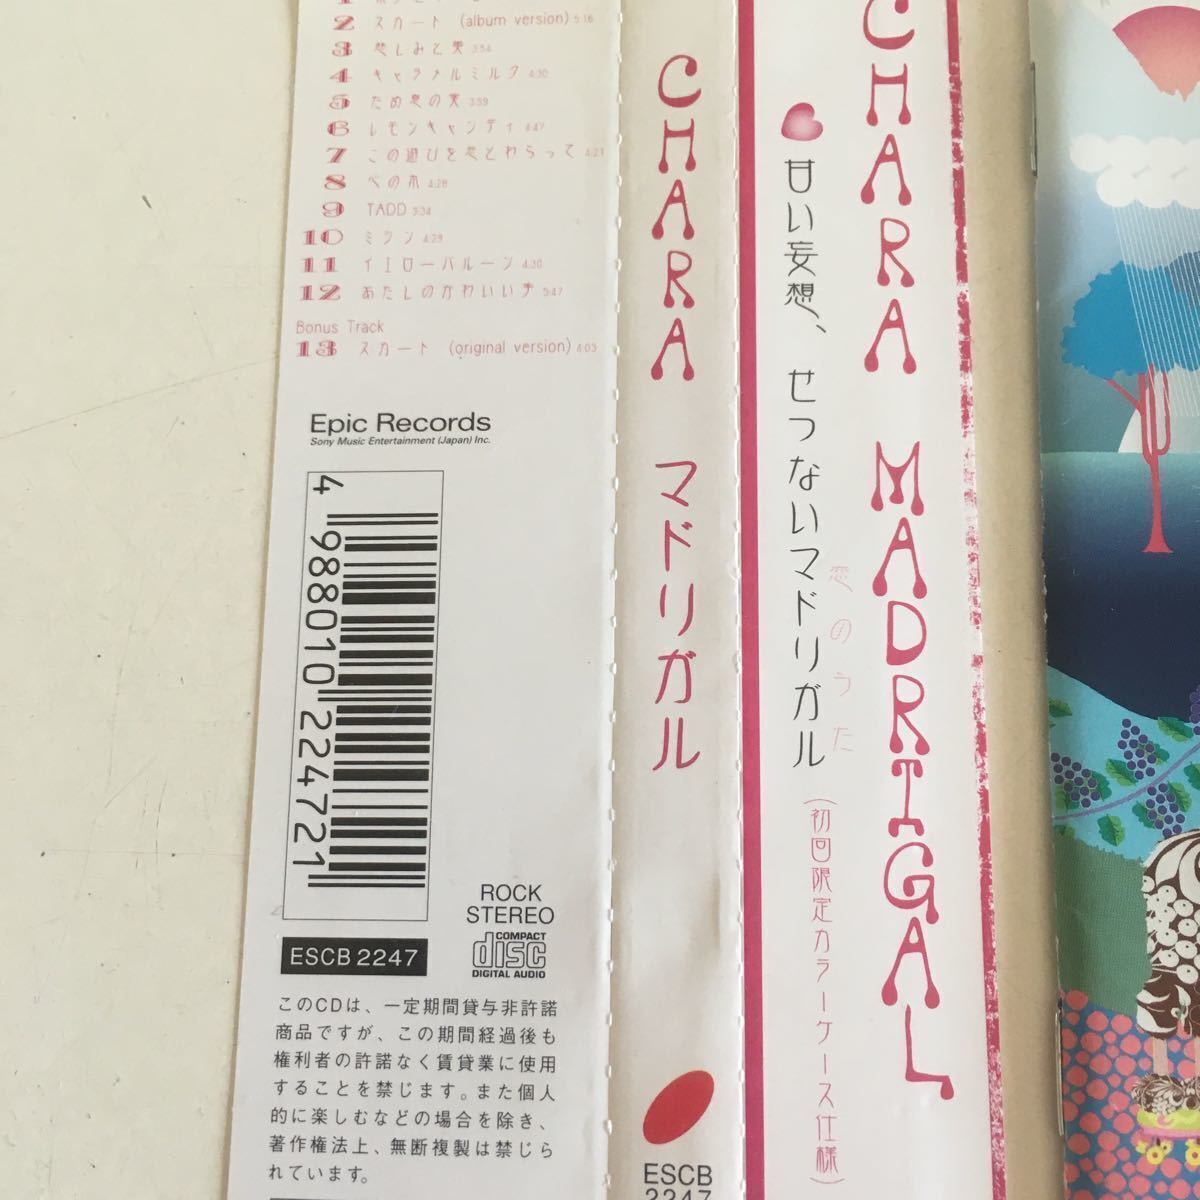 2 スカート (album version) 5:16
3 悲しみと美 3:54
4 キャラメルミルク 4:30
5 ため息の実 3:59
6 レモンキャンディ 4:47
7 この遊びを恋とわらって 4:21
8 べの木 4:28
9 TADD 3:34
10 ミツン 4:29
11 イエローバルーン 4:30
12 あたしのかわいい子 5:47
Bonus Track
13 スカート (original version) 4:03
Epic Records
Sony Music Entertainment (Japan) Inc.
4 988010 224721
ROCK
STEREO
COMPACT
disc
DIGITAL AUDIO
ESCB 2247
このCDは、一定期間貸与非許諾
商品ですが、この期間経過後も
権利者の許諾なく賃貸業に使用
することを禁じます。また個人
的に楽しむなどの場合を除き、
著作権法上、無断複製は禁じら
れています。
CHARA マドリガル
ESCB
2247
CHARA MADRIGAL
甘い妄想、せつないマドリガル
恋のうた
(初回限定カラーケース仕様)